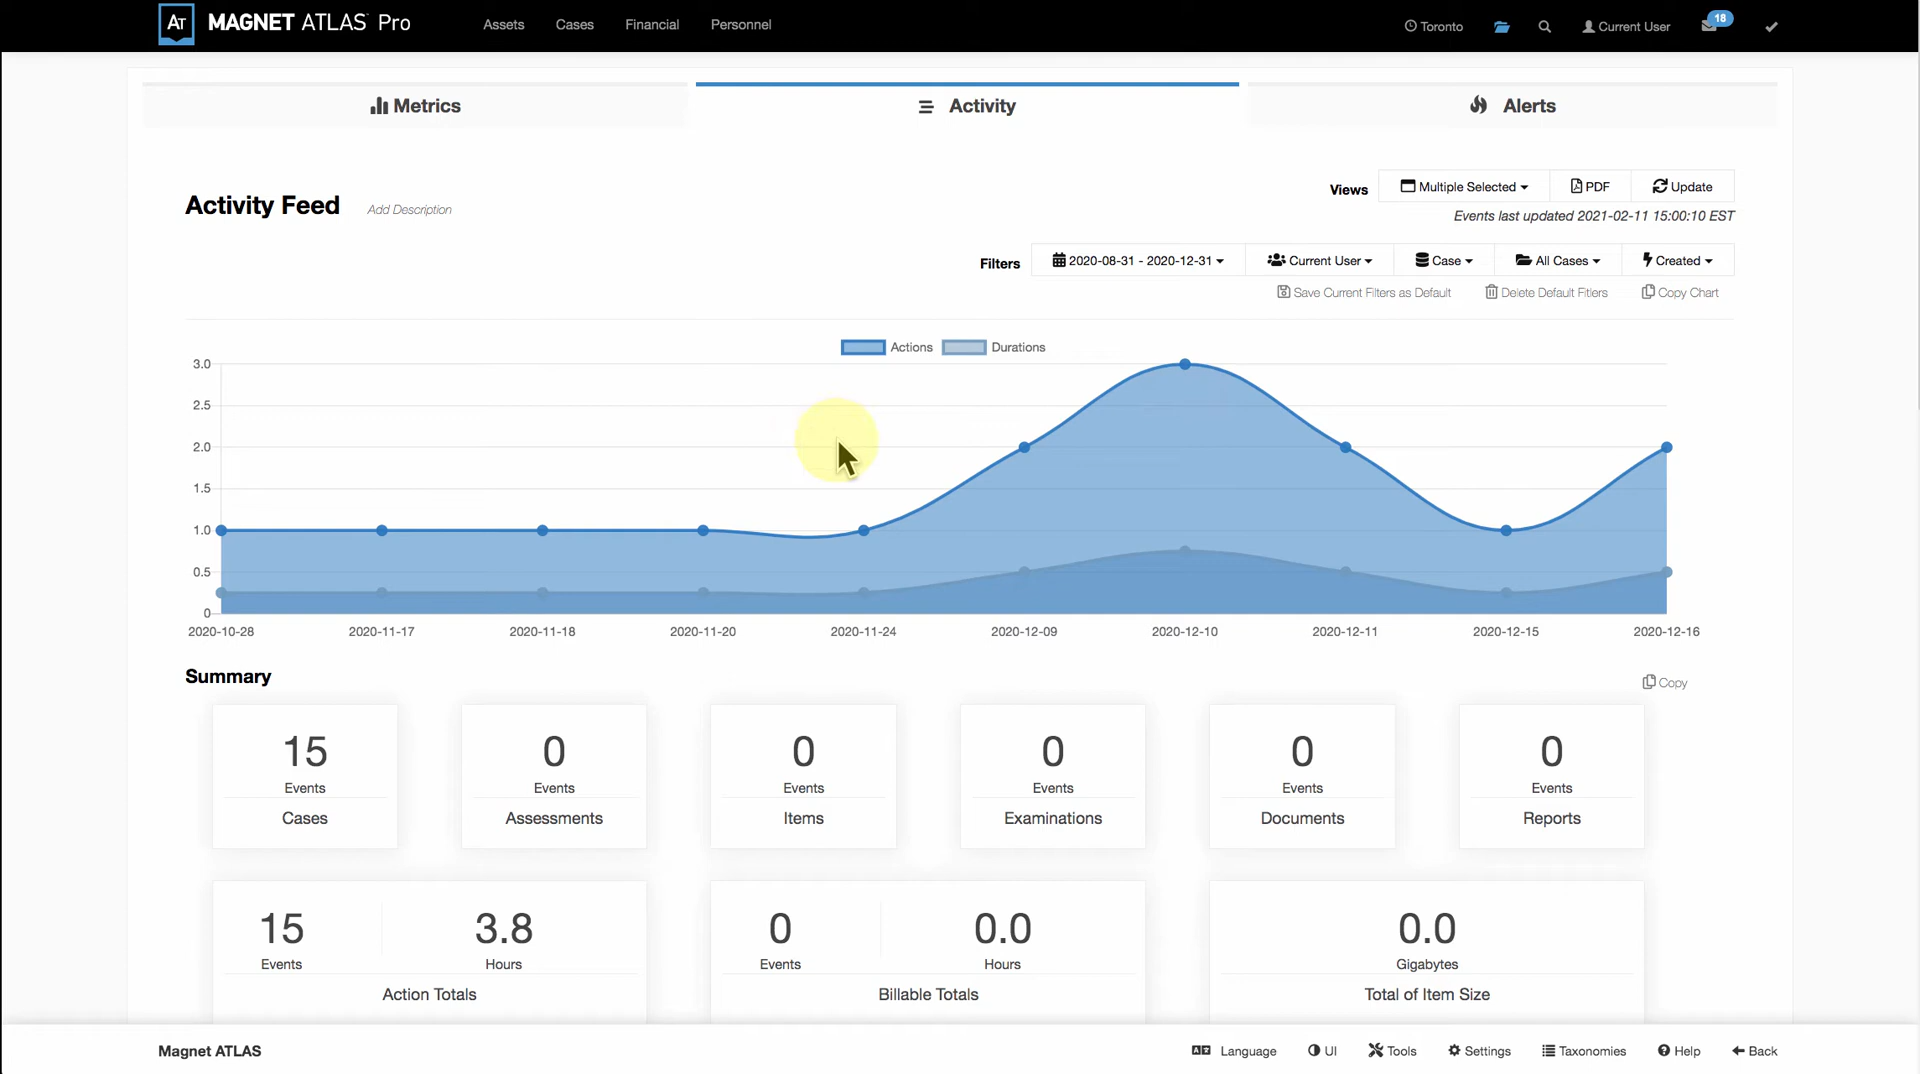 AT MAGNET ATLAS Pro Assets Cases Financial Personnel Toronto Current User 18
Metrics Activity Alerts
Activity Feed Add Description
Views Multiple Selected PDF Update
Events last updated 2021-02-11 15:00:10 EST
Filters 2020-08-31 - 2020-12-31 Current User Case All Cases Created
Save Current Filters as Default Delete Default Fitlers Copy Chart
Actions Durations
3.0
2.5
2.0
1.5
1.0
0.5
0
2020-10-28 2020-11-17 2020-11-18 2020-11-20 2020-11-24 2020-12-09 2020-12-10 2020-12-11 2020-12-15 2020-12-16
Summary Copy
15 0 0 0 0 0
Events Events Events Events Events Events
Cases Assessments Items Examinations Documents Reports
15 3.8 0 0.0 0.0
Events Hours Events Hours Gigabytes
Action Totals Billable Totals Total of Item Size
Magnet ATLAS Language UI Tools Settings Taxonomies Help Back